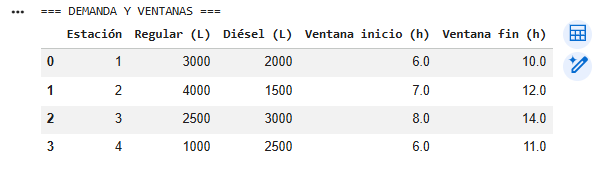 === DEMANDA Y VENTANAS ===
Estación Regular (L) Diésel (L) Ventana inicio (h) Ventana fin (h)
0 1 3000 2000 6.0 10.0
1 2 4000 1500 7.0 12.0
2 3 2500 3000 8.0 14.0
3 4 1000 2500 6.0 11.0